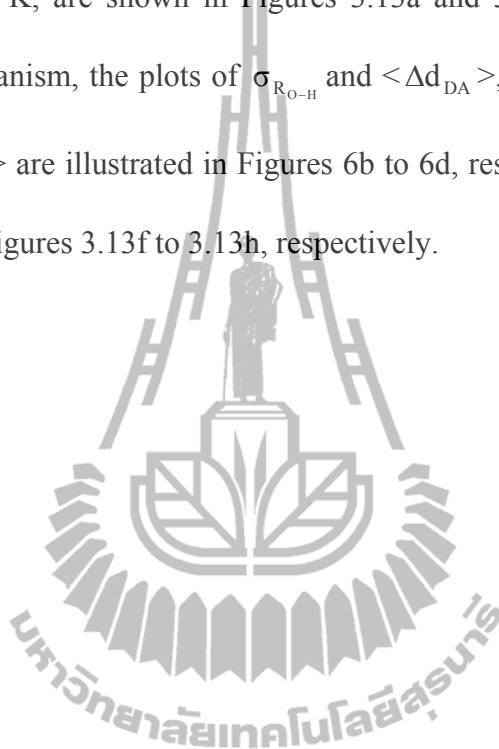 K, are shown in Figures 3.13a and 3
anism, the plots of σ_{R_{O–H}} and <Δd_{DA}>,
> are illustrated in Figures 6b to 6d, res
igures 3.13f to 3.13h, respectively.
มหาวิทยาลัยเทคโนโลยีสุรนารี